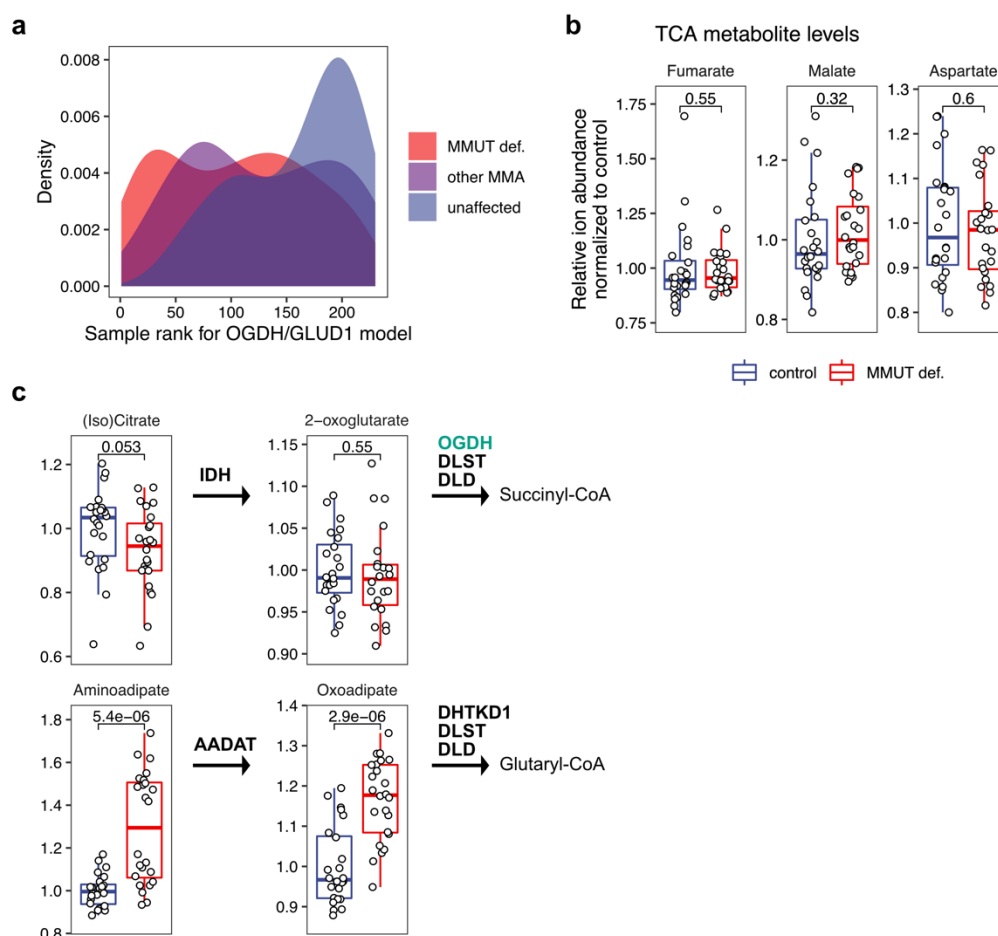 a
0.008
0.006
0.004
0.002
0.000
Density
0
50
100
150
200
Sample rank for OGDH/GLUD1 model
MMUT def.
other MMA
unaffected
b
TCA metabolite levels
Relative ion abundance
normalized to control
Fumarate
0.55
1.75
1.50
1.25
1.00
0.75
Malate
0.32
1.2
1.0
0.8
Aspartate
0.6
1.2
1.1
1.0
0.9
0.8
control
MMUT def.
c
(Iso)Citrate
0.053
1.2
1.0
0.8
0.6
IDH
2-oxoglutarate
0.55
1.15
1.10
1.05
1.00
0.95
0.90
OGDH
DLST
DLD
Succinyl-CoA
Aminoadipate
5.4e−06
1.8
1.6
1.4
1.2
1.0
0.8
AADAT
Oxoadipate
2.9e−06
1.4
1.3
1.2
1.1
1.0
0.9
DHTKD1
DLST
DLD
Glutaryl-CoA